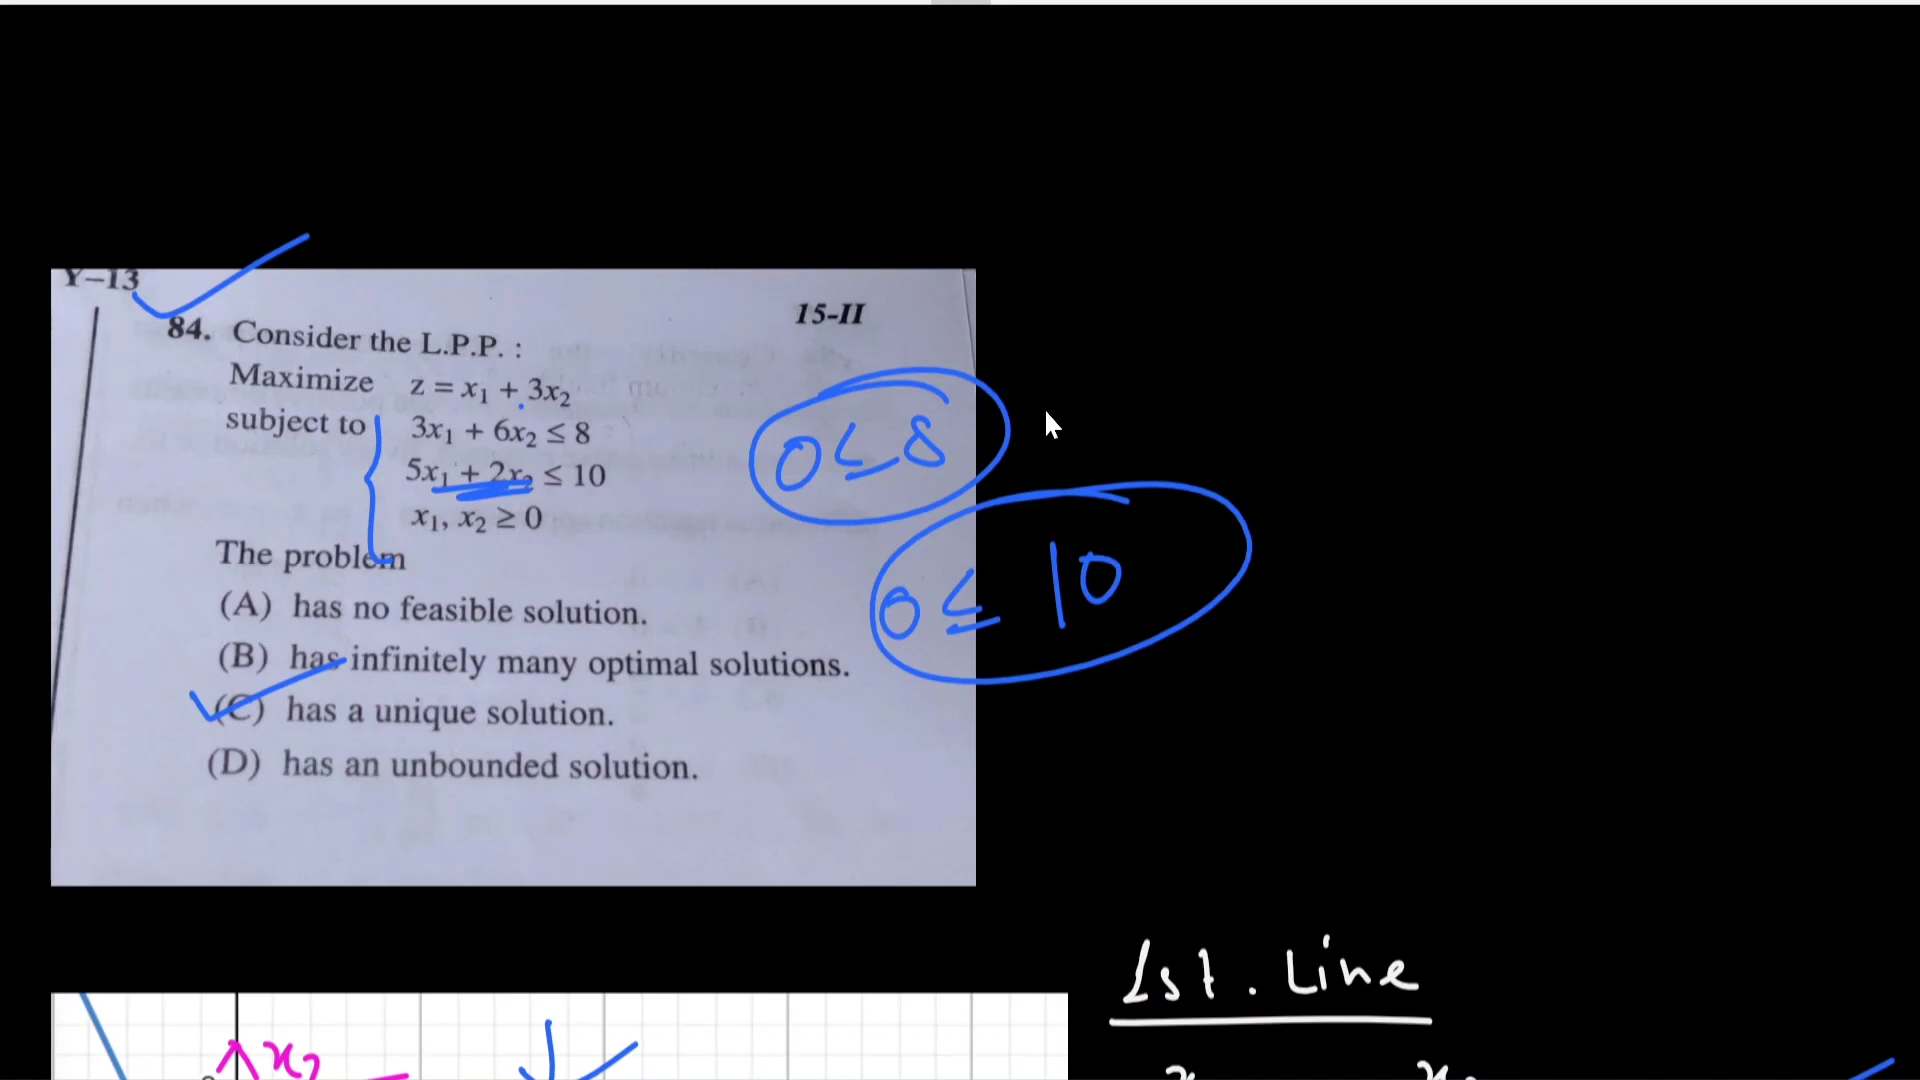 Y–13
15-II
84. Consider the L.P.P. :
Maximize z = x₁ + 3x₂
subject to 3x₁ + 6x₂ ≤ 8
5x₁ + 2x₂ ≤ 10
x₁, x₂ ≥ 0
The problem
(A) has no feasible solution.
(B) has infinitely many optimal solutions.
(C) has a unique solution.
(D) has an unbounded solution.
0 ≤ 8
0 ≤ 10
1st. Line
x₂